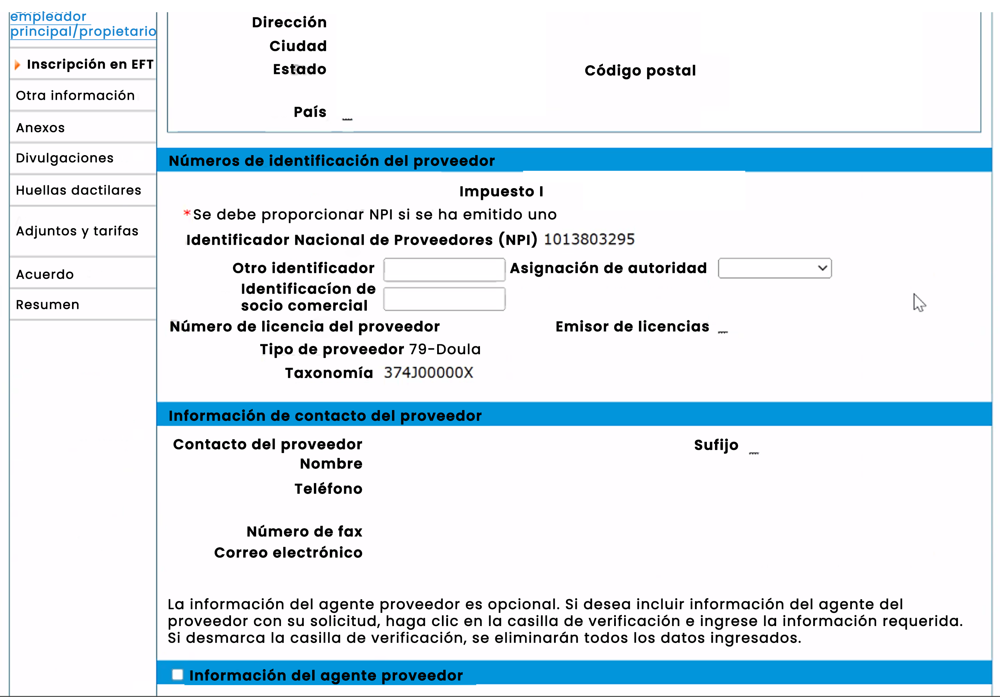 empleador
principal/propietario
Inscripción en EFT
Otra información
Anexos
Divulgaciones
Huellas dactilares
Adjuntos y tarifas
Acuerdo
Resumen
Dirección
Ciudad
Estado
Código postal
País
Números de identificación del proveedor
Impuesto I
*Se debe proporcionar NPI si se ha emitido uno
Identificador Nacional de Proveedores (NPI) 1013803295
Otro identificador
Asignación de autoridad
Identificacíon de
socio comercial
Número de licencia del proveedor
Emisor de licencias
Tipo de proveedor 79-Doula
Taxonomía 374J00000X
Información de contacto del proveedor
Contacto del proveedor
Sufijo
Nombre
Teléfono
Número de fax
Correo electrónico
La información del agente proveedor es opcional. Si desea incluir información del agente del
proveedor con su solicitud, haga clic en la casilla de verificación e ingrese la información requerida.
Si desmarca la casilla de verificación, se eliminarán todos los datos ingresados.
Información del agente proveedor